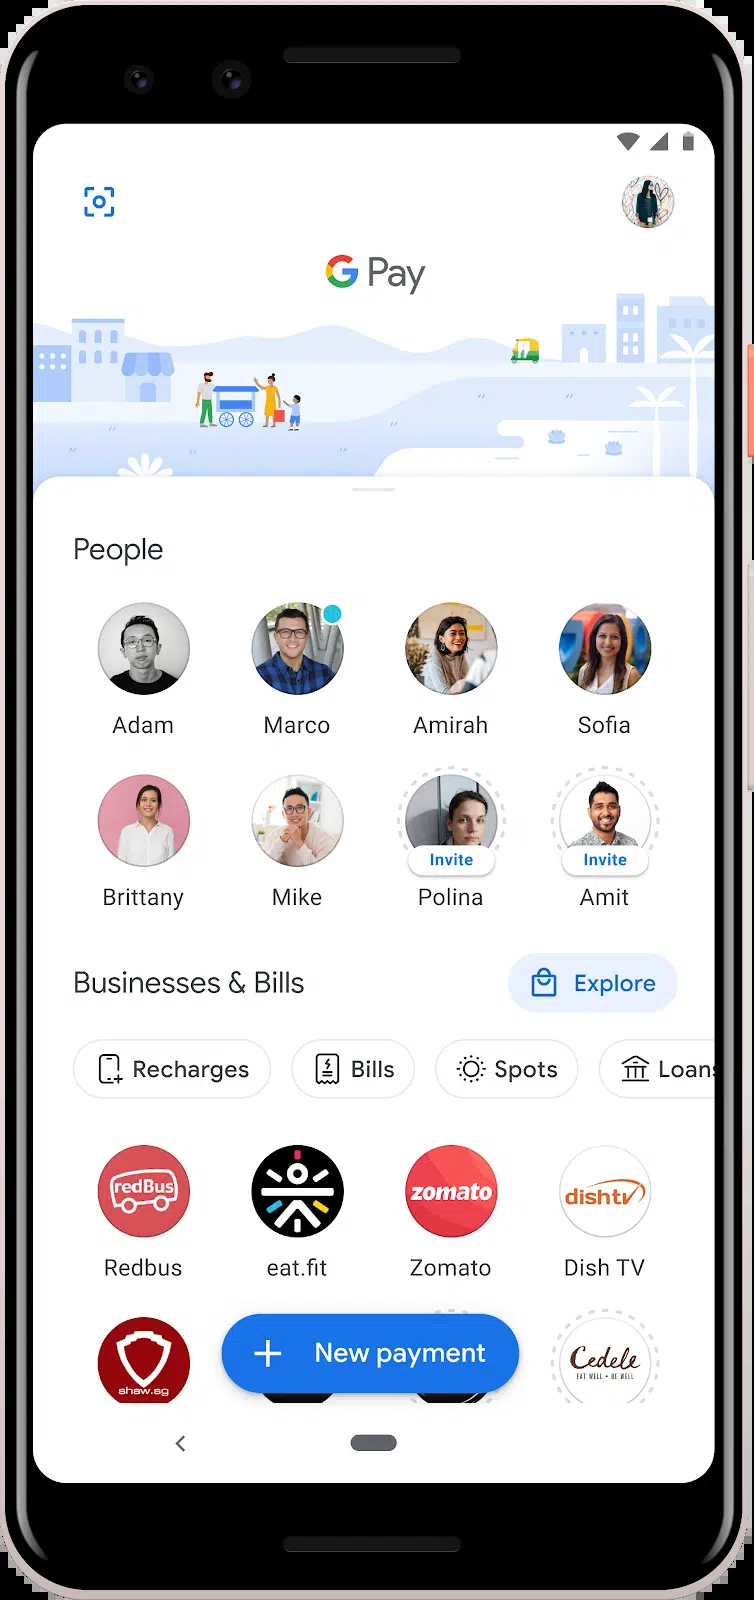 G Pay
People
Adam Marco Amirah Sofia
Invite Invite
Brittany Mike Polina Amit
Businesses & Bills Explore
Recharges Bills Spots Loans
redBus zomato dishtv
Redbus eat.fit Zomato Dish TV
New payment
shaw.sg Cedele
EAT WELL • BE WELL